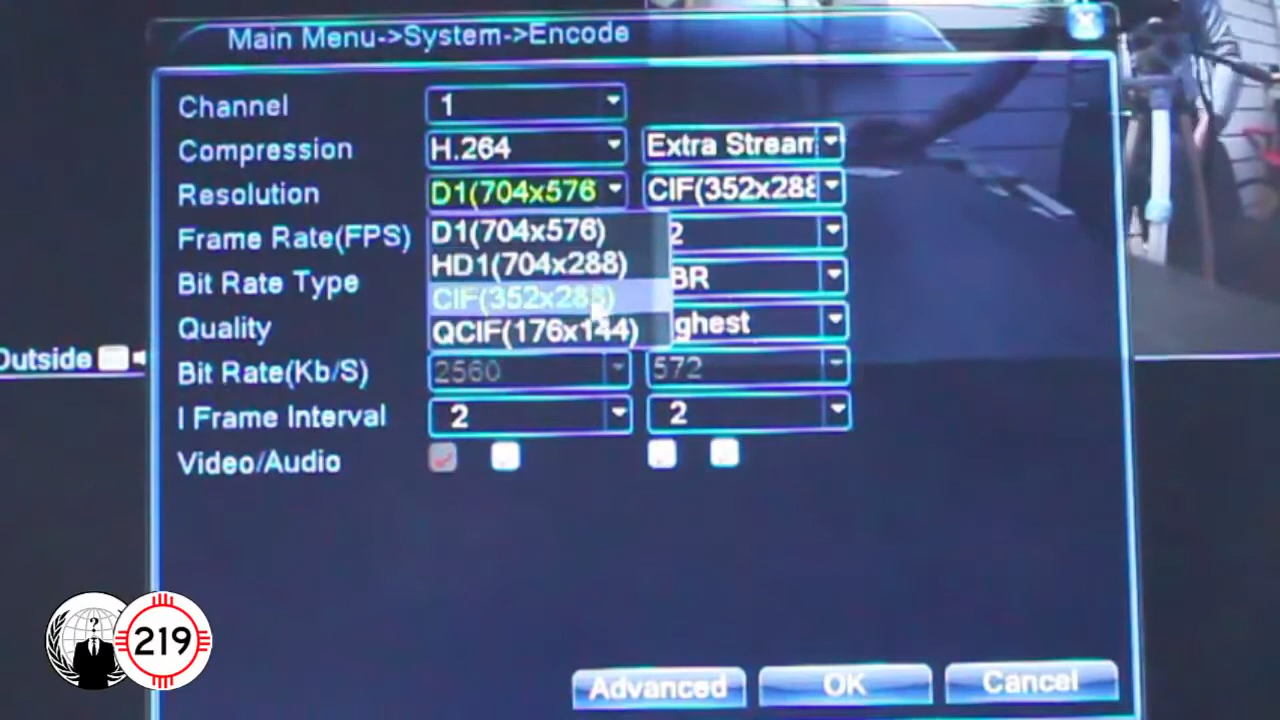 Main Menu->System->Encode
Channel 1
Compression H.264 Extra Stream
Resolution D1(704x576 CIF(352x288
Frame Rate(FPS) D1(704x576) 2
HD1(704x288)
Bit Rate Type BR
CIF(352x288)
Quality QCIF(176x144) ghest
Outside
Bit Rate(Kb/S) 2560 572
I Frame Interval 2 2
Video/Audio
?
219
Advanced OK Cancel